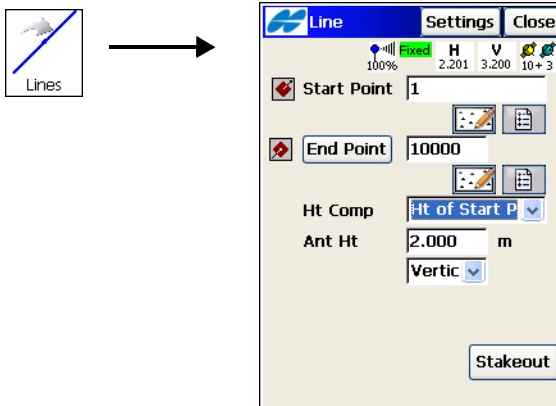 Lines
Line Settings Close
100% Fixed H 2.201 V 3.200 10+3
Start Point 1
End Point 10000
Ht Comp Ht of Start P
Ant Ht 2.000 m
Vertic
Stakeout